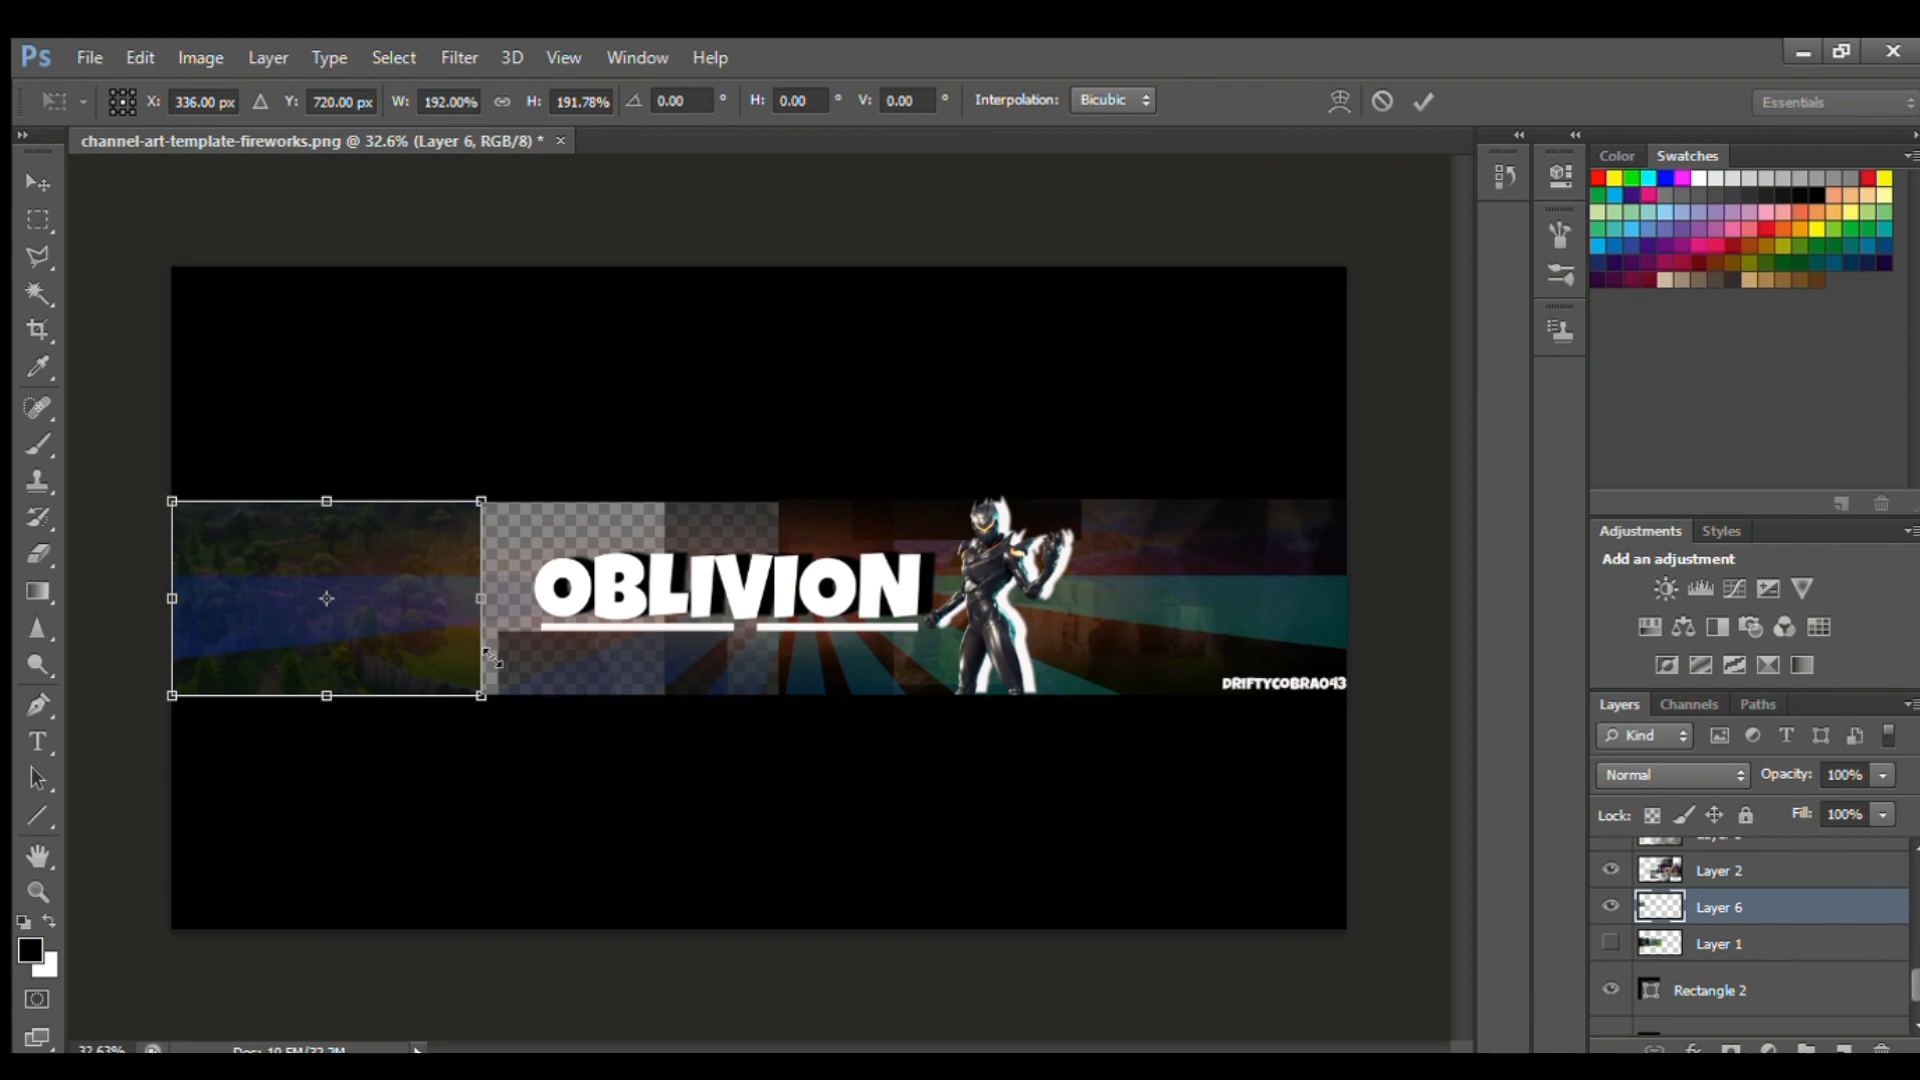 Ps File Edit Image Layer Type Select Filter 3D View Window Help
X: 336.00 px Y: 720.00 px W: 192.00% H: 191.78% 0.00 ° H: 0.00 ° V: 0.00 ° Interpolation: Bicubic Essentials
channel-art-template-fireworks.png @ 32.6% (Layer 6, RGB/8) * ×
Color Swatches
OBLIVION
DRIFTYCOBRA043
Adjustments Styles
Add an adjustment
Layers Channels Paths
Kind
Normal Opacity: 100%
Lock: Fill: 100%
Layer 2
Layer 6
Layer 1
Rectangle 2
32.63%